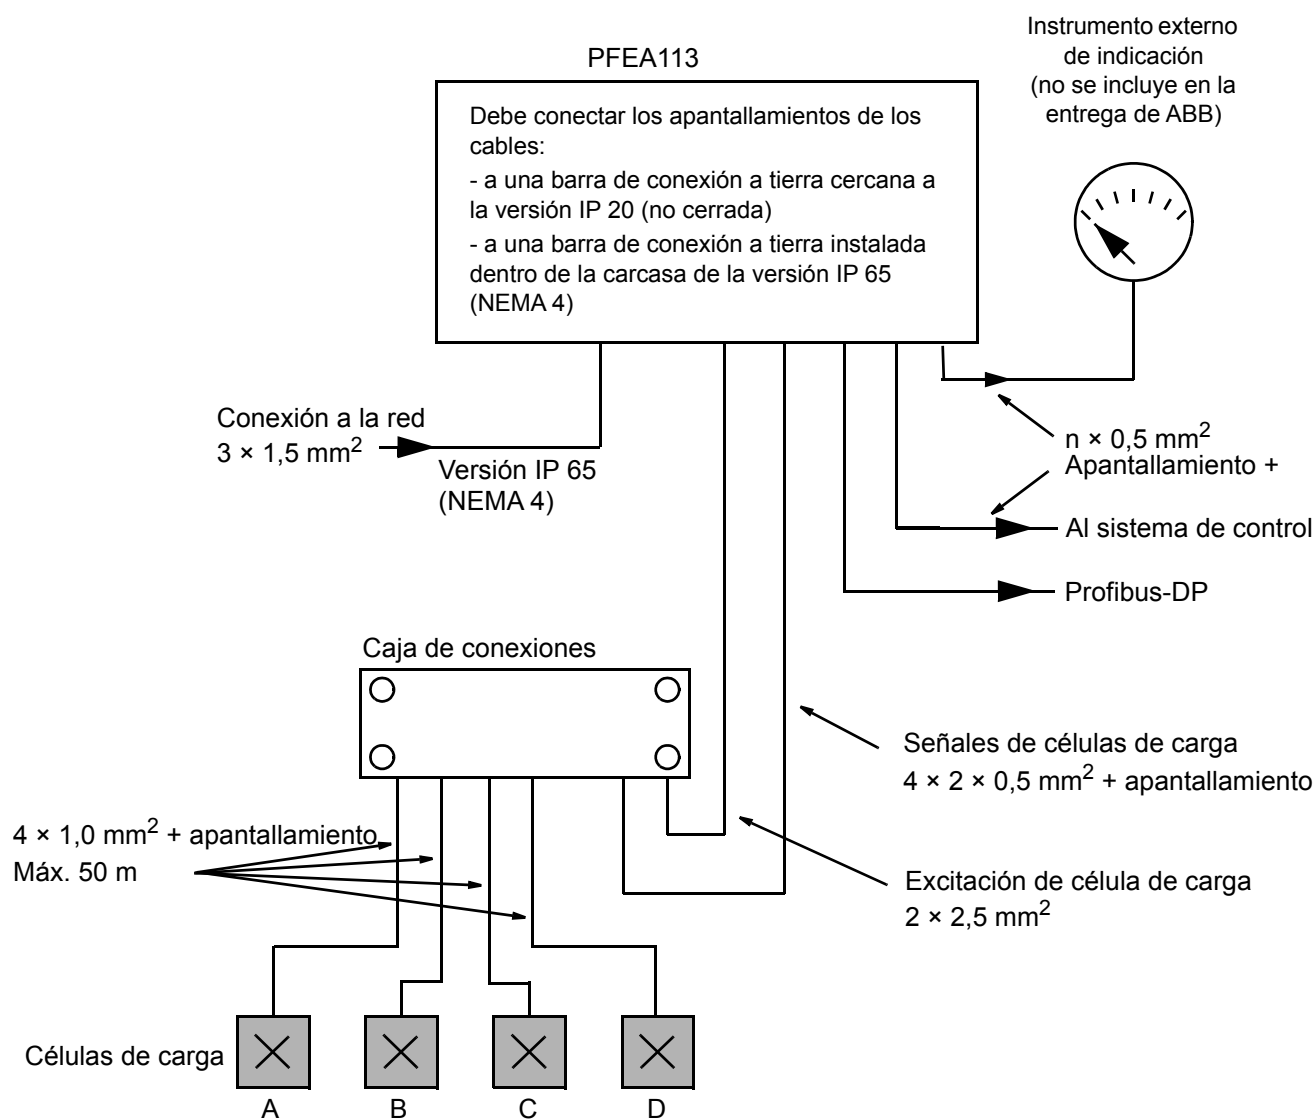 Instrumento externo
de indicación
(no se incluye en la
entrega de ABB)
PFEA113
Debe conectar los apantallamientos de los
cables:
- a una barra de conexión a tierra cercana a
la versión IP 20 (no cerrada)
- a una barra de conexión a tierra instalada
dentro de la carcasa de la versión IP 65
(NEMA 4)
Conexión a la red
3 × 1,5 mm²
Versión IP 65
(NEMA 4)
n × 0,5 mm²
Apantallamiento +
Al sistema de control
Profibus-DP
Caja de conexiones
Señales de células de carga
4 × 2 × 0,5 mm² + apantallamiento
4 × 1,0 mm² + apantallamiento
Máx. 50 m
Excitación de célula de carga
2 × 2,5 mm²
Células de carga
A B C D